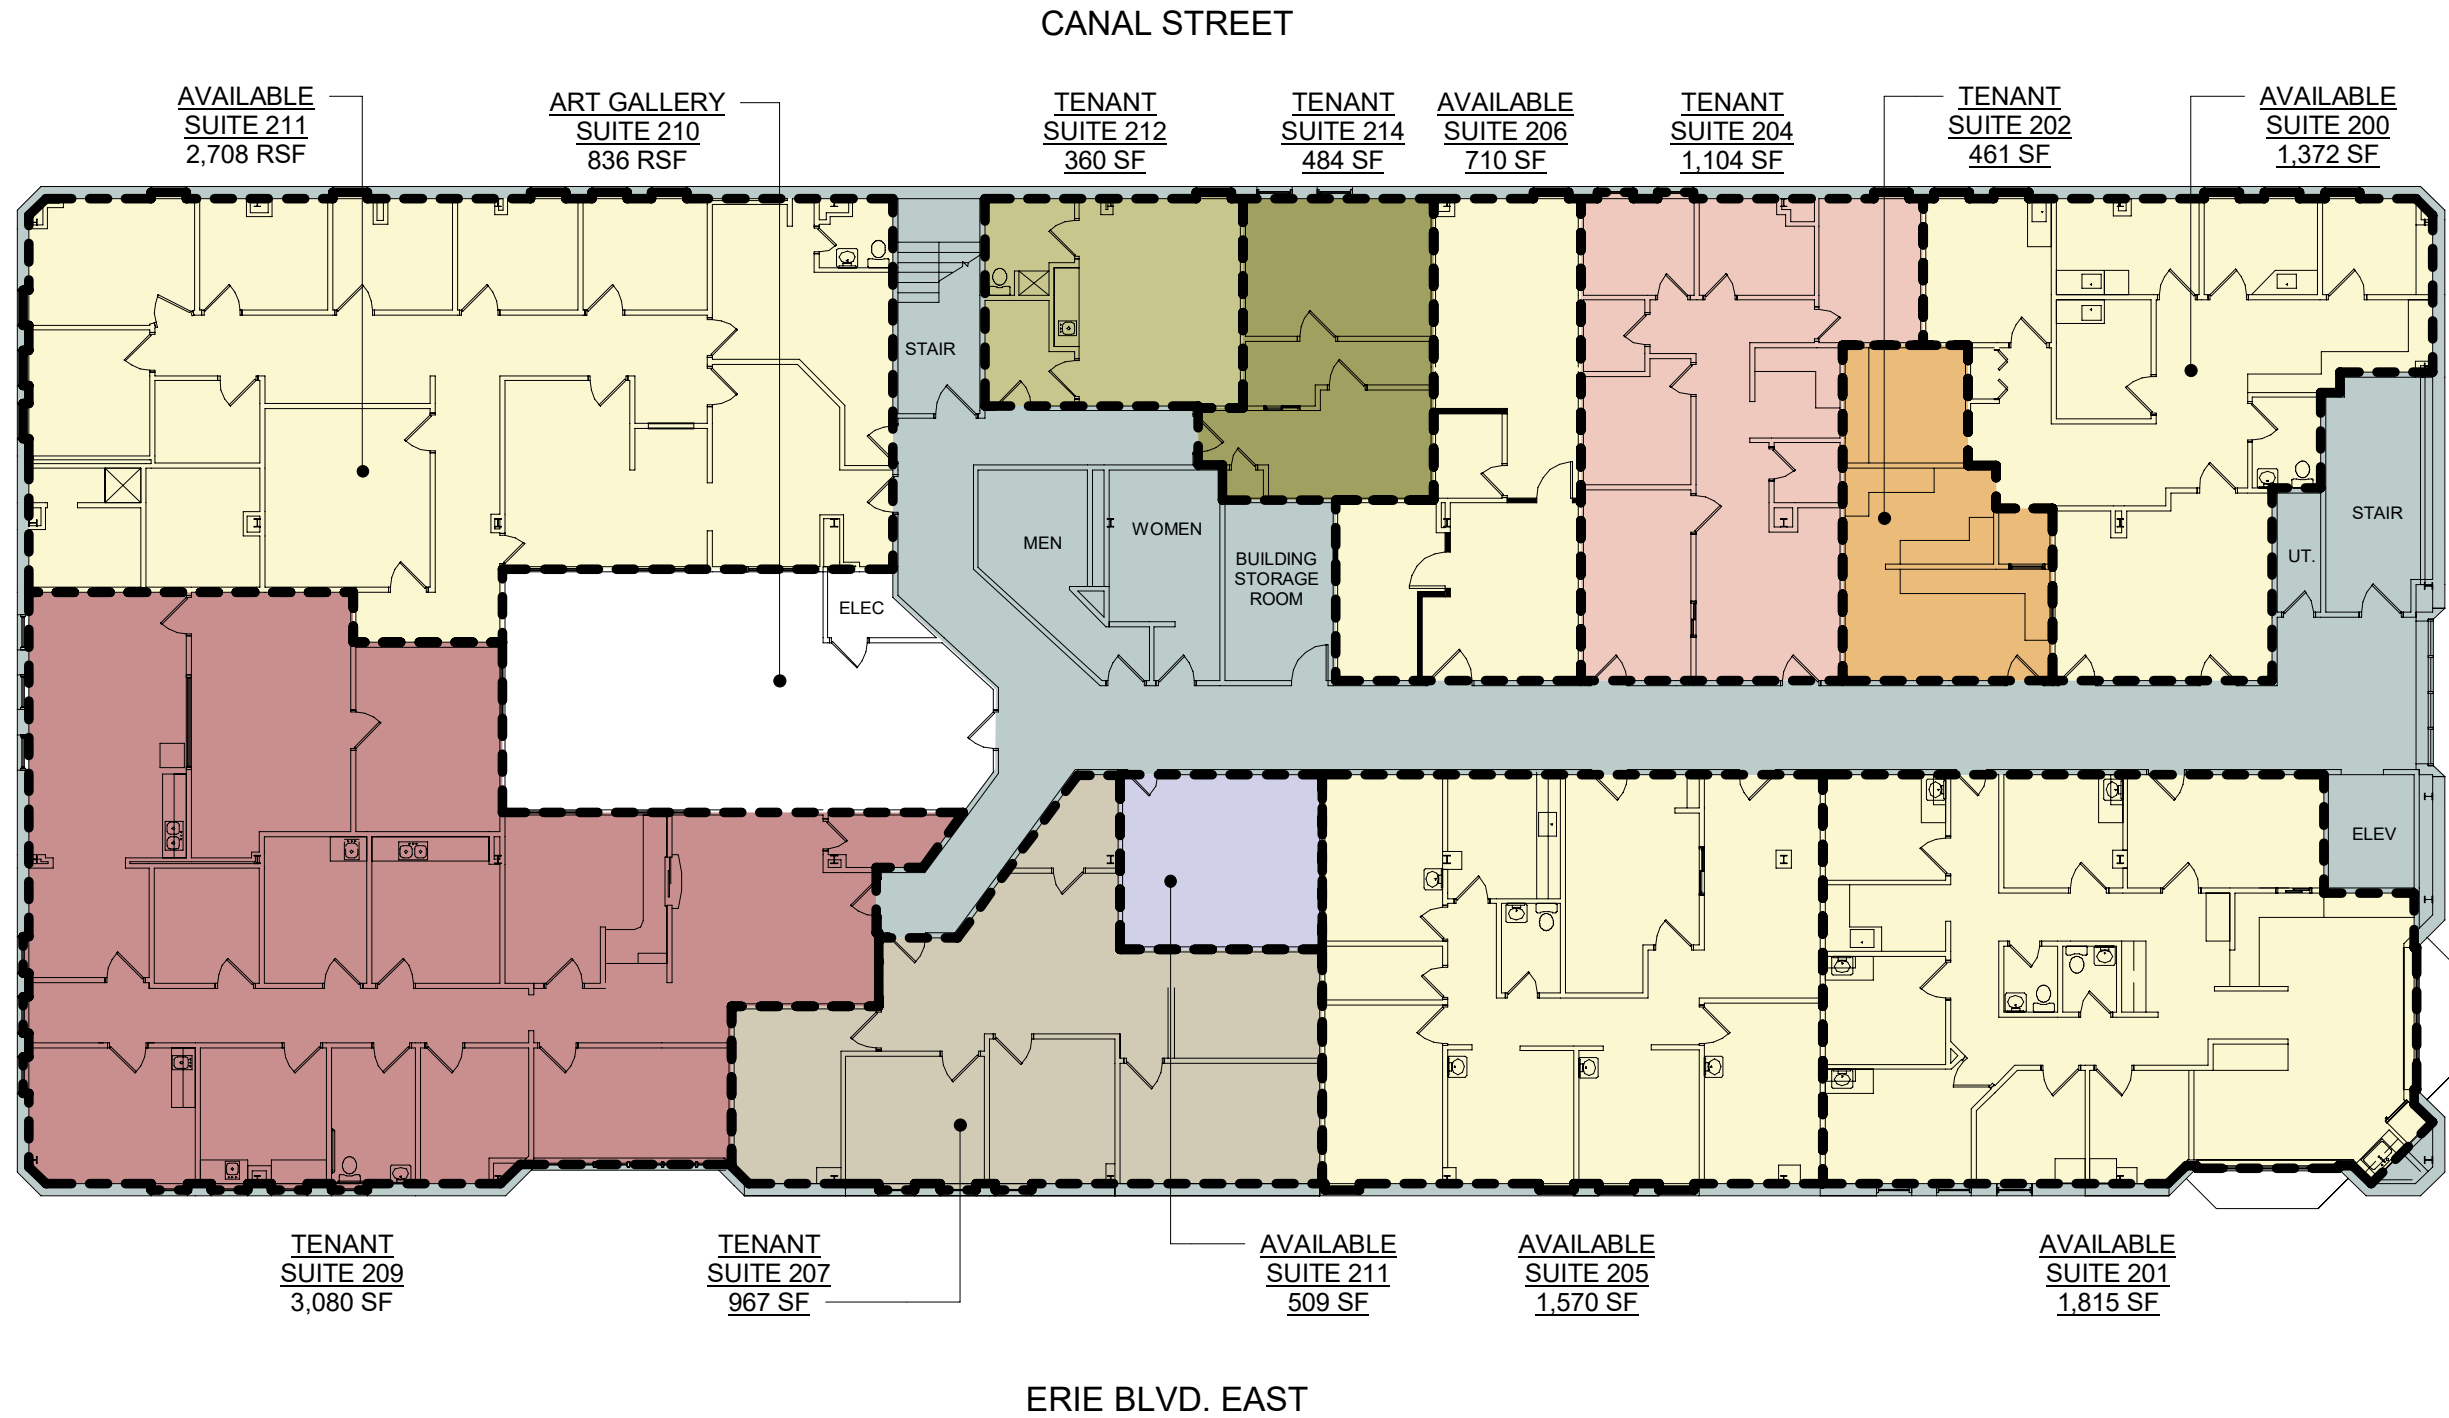 CANAL STREET
AVAILABLE
SUITE 211
2,708 RSF
ART GALLERY
SUITE 210
836 RSF
TENANT
SUITE 212
360 SF
TENANT
SUITE 214
484 SF
AVAILABLE
SUITE 206
710 SF
TENANT
SUITE 204
1,104 SF
TENANT
SUITE 202
461 SF
AVAILABLE
SUITE 200
1,372 SF
STAIR
MEN
WOMEN
BUILDING
STORAGE
ROOM
ELEC
STAIR
UT.
ELEV
TENANT
SUITE 209
3,080 SF
TENANT
SUITE 207
967 SF
AVAILABLE
SUITE 211
509 SF
AVAILABLE
SUITE 205
1,570 SF
AVAILABLE
SUITE 201
1,815 SF
ERIE BLVD. EAST